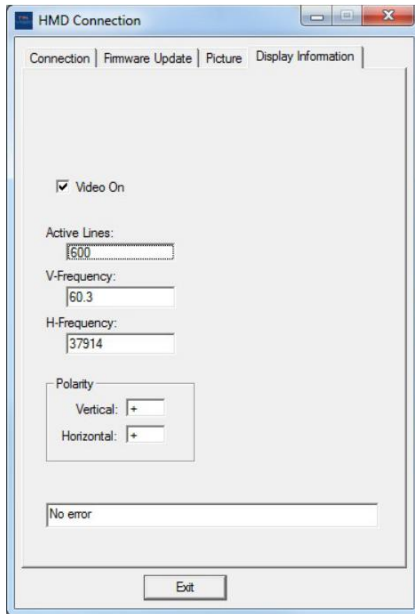 HMD Connection
Connection Firmware Update Picture Display Information
Video On
Active Lines:
600
V-Frequency:
60.3
H-Frequency:
37914
Polarity
Vertical: +
Horizontal: +
No error
Exit